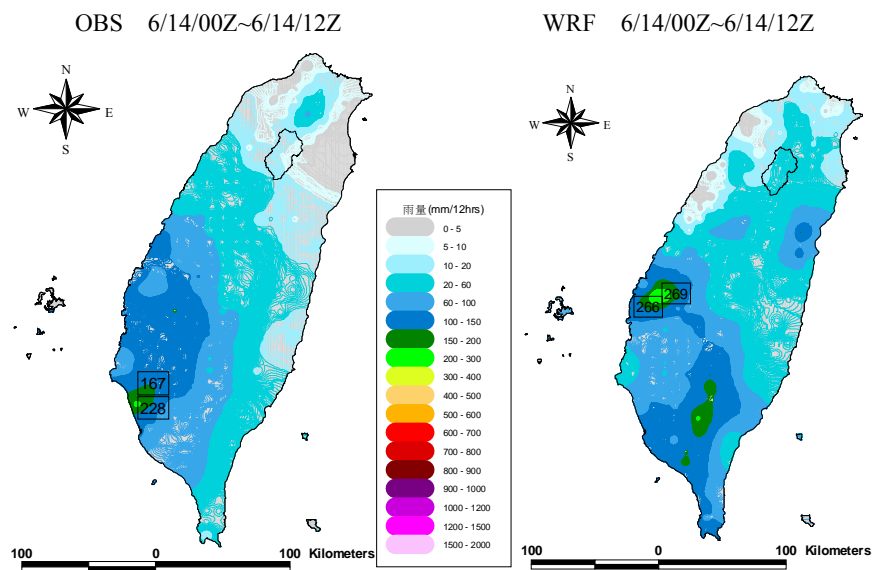 OBS 6/14/00Z~6/14/12Z
WRF 6/14/00Z~6/14/12Z
N
W E
S
N
W E
S
雨量(mm/12hrs)
0 - 5
5 - 10
10 - 20
20 - 60
60 - 100
100 - 150
150 - 200
200 - 300
300 - 400
400 - 500
500 - 600
600 - 700
700 - 800
800 - 900
900 - 1000
1000 - 1200
1200 - 1500
1500 - 2000
167
228
269
266
100 0 100 Kilometers
100 0 100 Kilometers